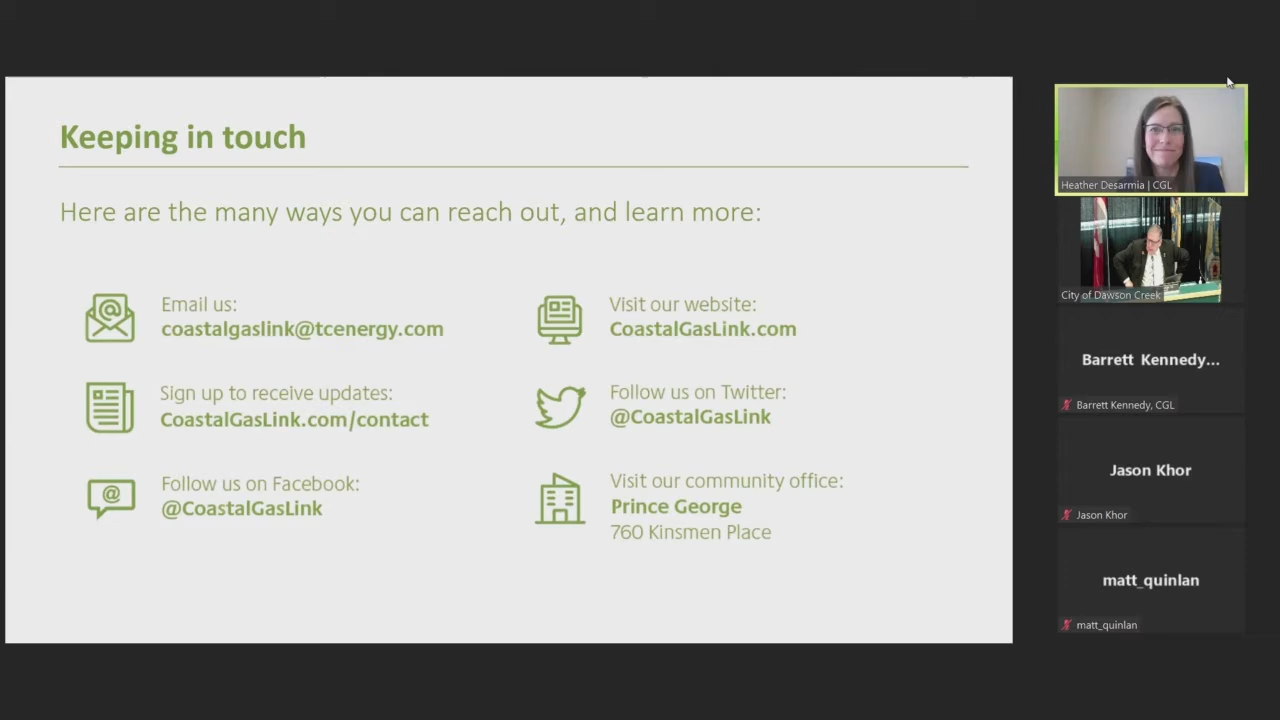 Keeping in touch
Here are the many ways you can reach out, and learn more:
Email us:
coastalgaslink@tcenergy.com
Sign up to receive updates:
CoastalGasLink.com/contact
Follow us on Facebook:
@CoastalGasLink
Visit our website:
CoastalGasLink.com
Follow us on Twitter:
@CoastalGasLink
Visit our community office:
Prince George
760 Kinsmen Place
Heather Desarmia | CGL
City of Dawson Creek
Barrett Kennedy...
Barrett Kennedy, CGL
Jason Khor
Jason Khor
matt_quinlan
matt_quinlan